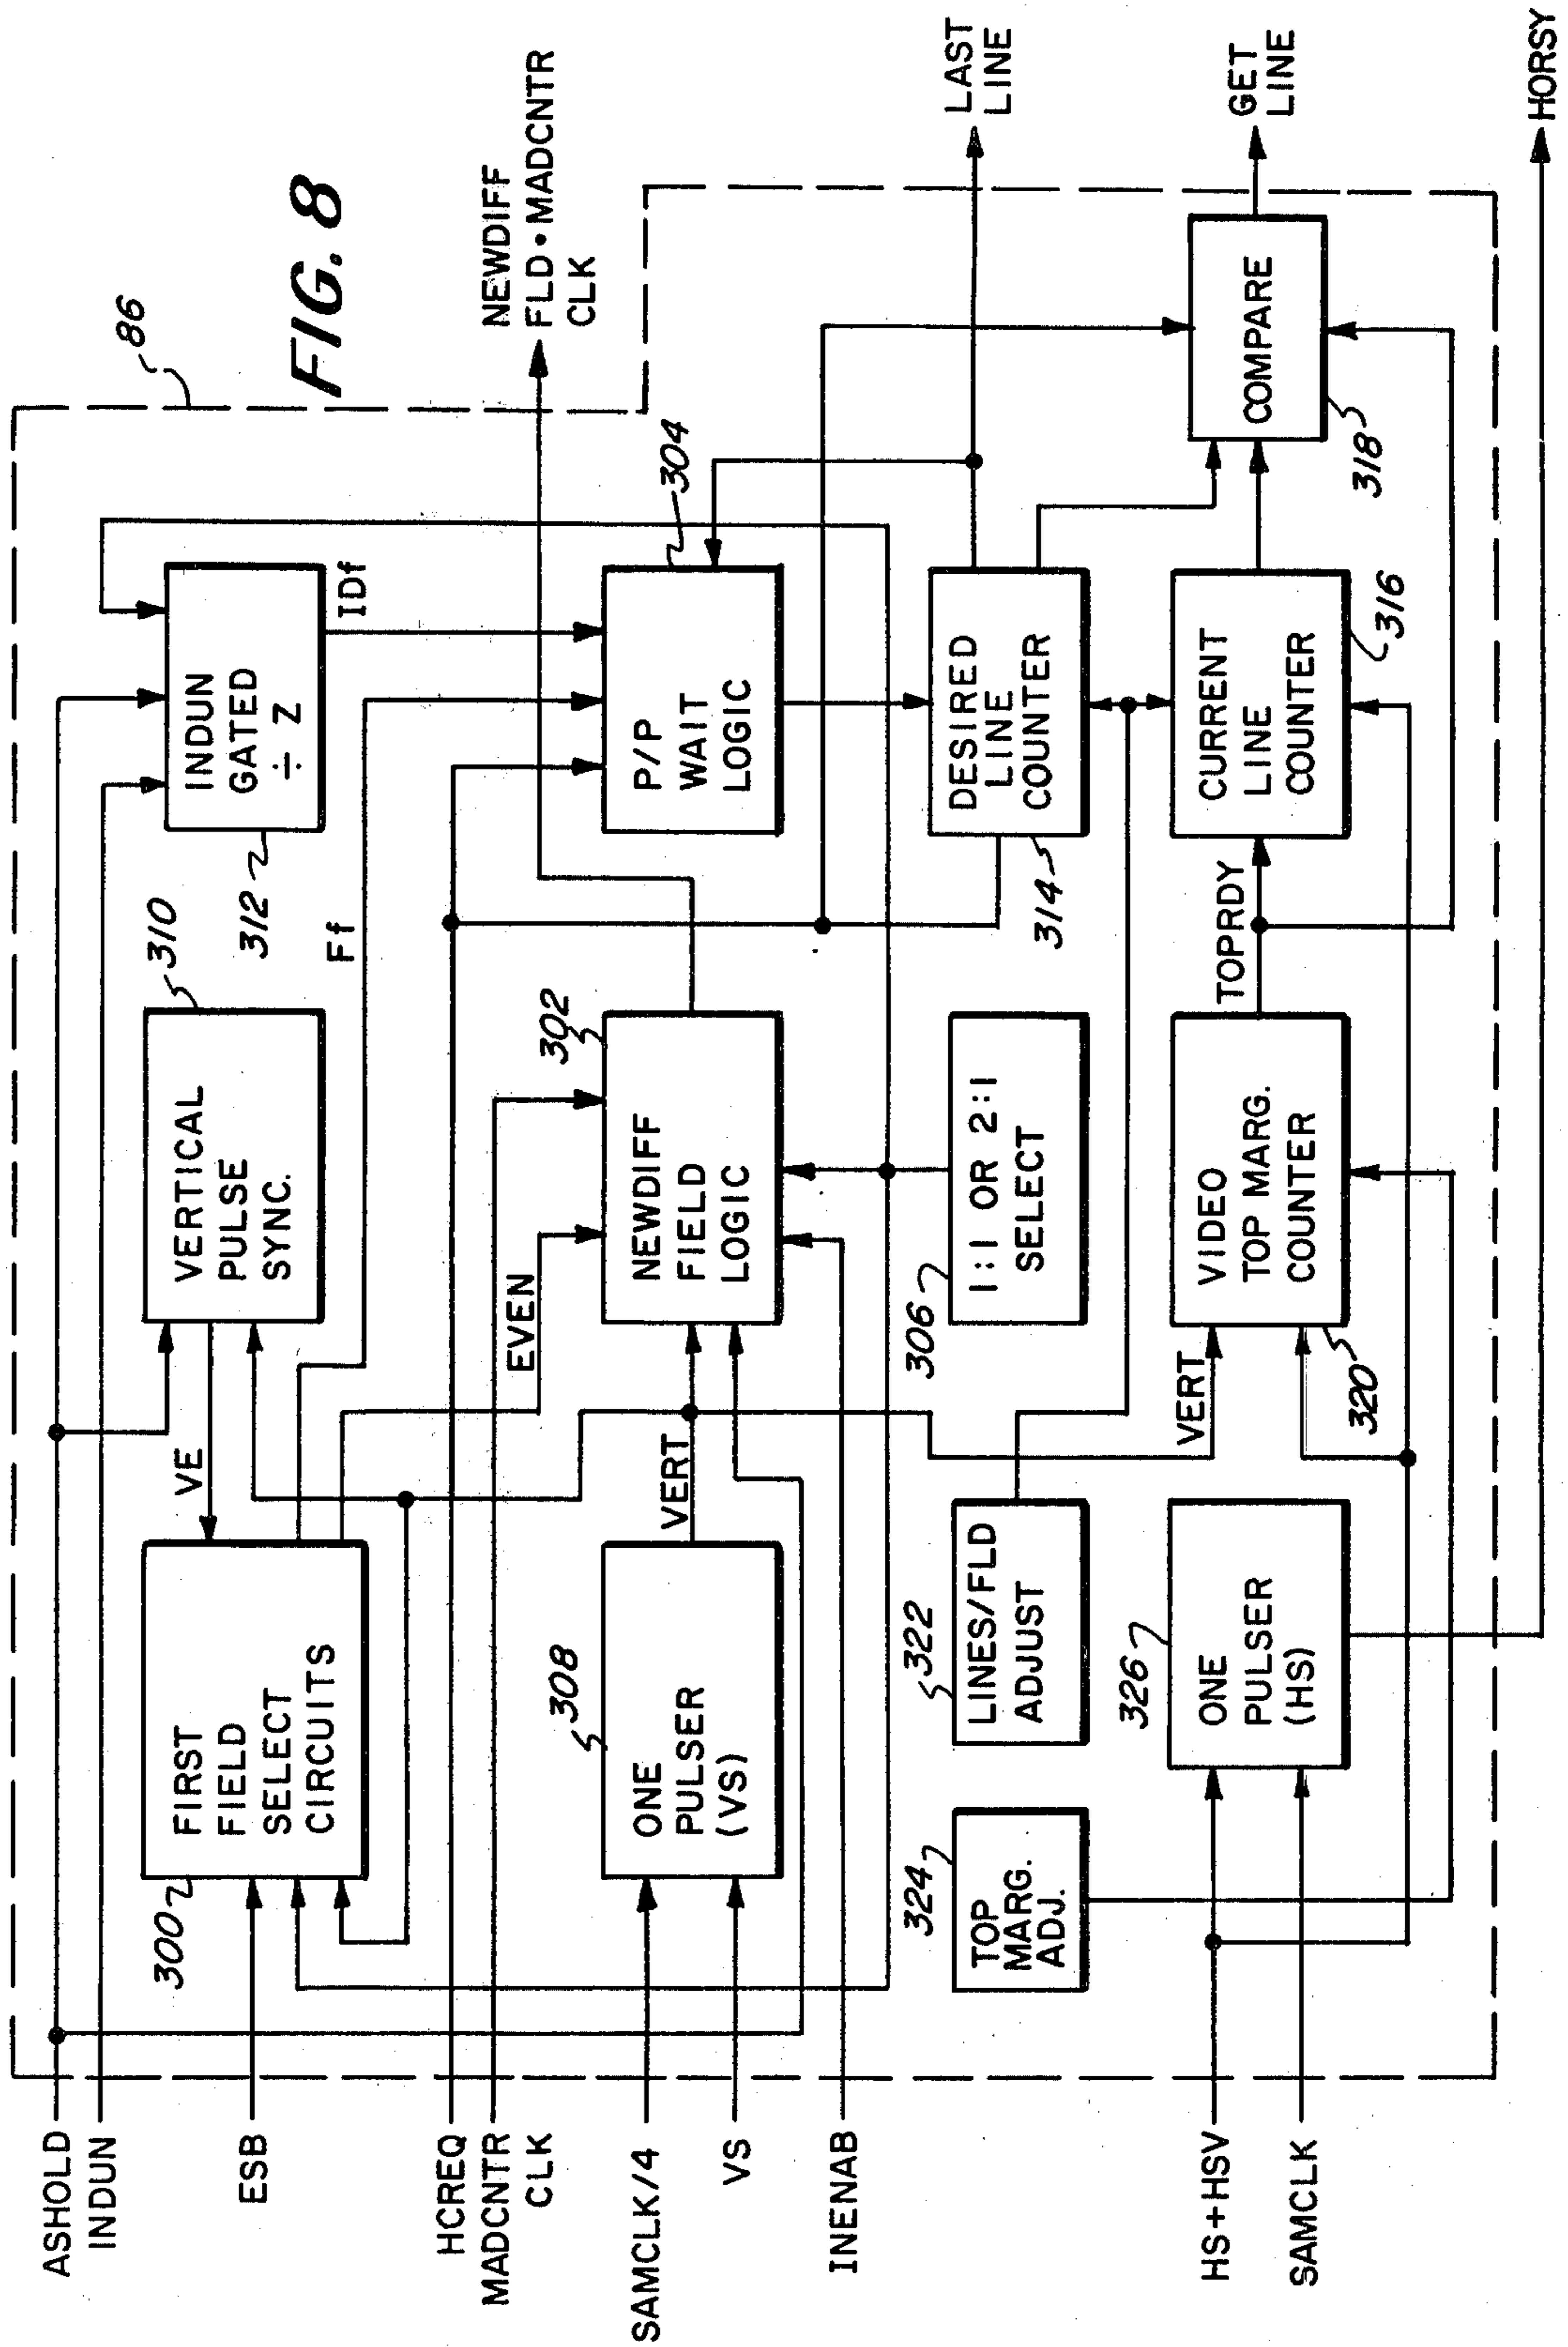 FIG. 8
86
ASHOLD
INDUN
ESB
HCREQ
MADCNTR
CLK
SAMCLK/4
VS
INENAB
HS+HSV
SAMCLK
300
FIRST
FIELD
SELECT
CIRCUITS
VE
310
VERTICAL
PULSE
SYNC.
312
INDUN
GATED
÷ Z
IDf
Ff
EVEN
308
ONE
PULSER
(VS)
VERT
302
NEWDIFF
FIELD
LOGIC
304
P/P
WAIT
LOGIC
NEWDIFF
FLD•MADCNTR
CLK
324
TOP
MARG.
ADJ.
322
LINES/FLD
ADJUST
306
1:1 OR 2:1
SELECT
314
DESIRED
LINE
COUNTER
LAST
LINE
326
ONE
PULSER
(HS)
VERT
320
VIDEO
TOP MARG.
COUNTER
TOPRDY
316
CURRENT
LINE
COUNTER
318
COMPARE
GET
LINE
HORSY